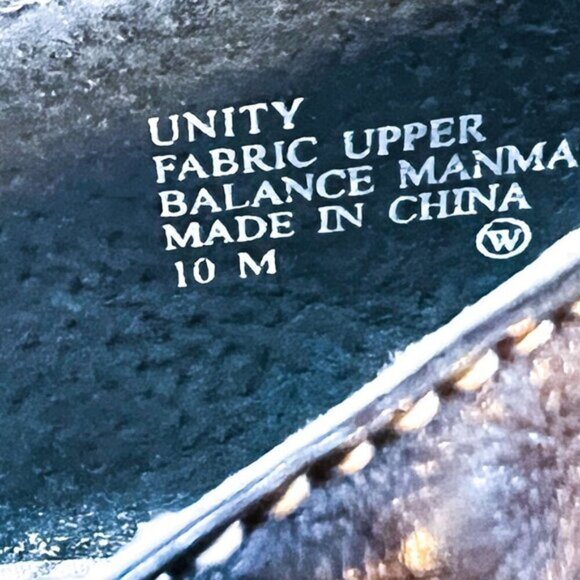 UNITY
FABRIC UPPER
BALANCE MANMA
MADE IN CHINA
W
10 M